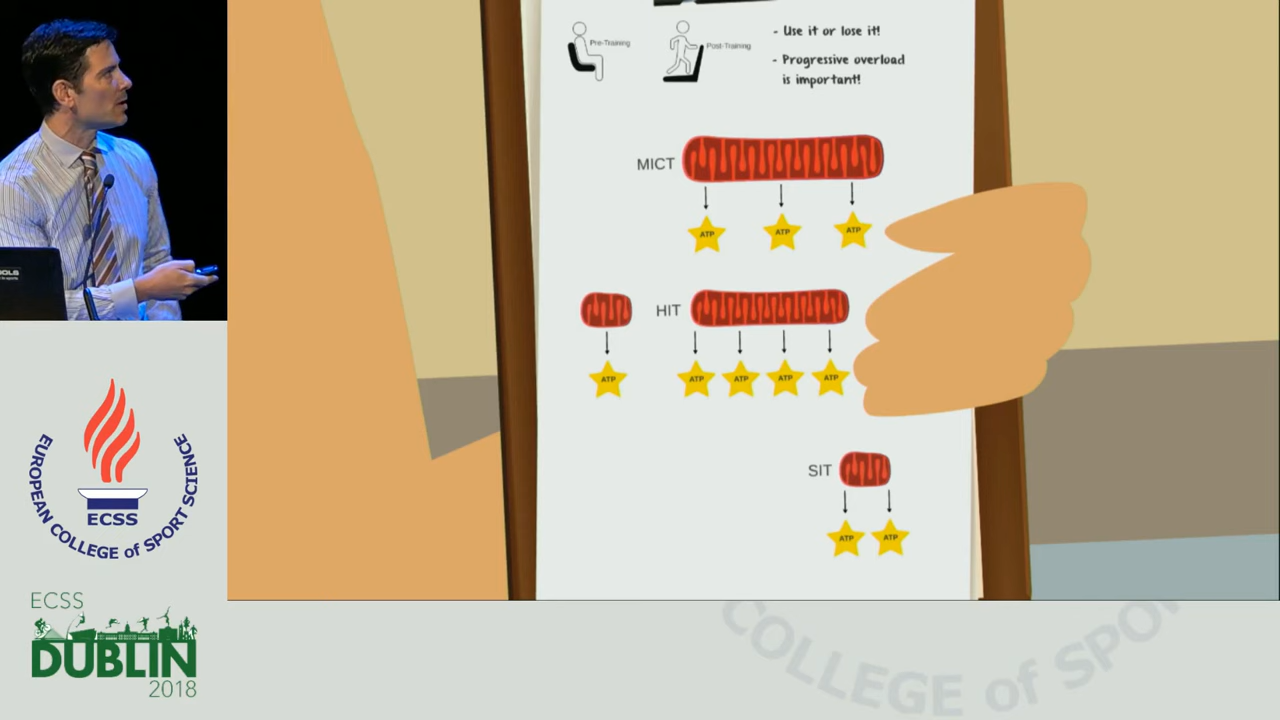 Pre-Training
Post-Training
- Use it or lose it!
- Progressive overload
is important!
MICT
ATP
ATP
ATP
HIT
ATP
ATP
ATP
ATP
ATP
SIT
ATP
ATP
EUROPEAN COLLEGE of SPORT SCIENCE
ECSS
ECSS
DUBLIN
2018
COLLEGE of SPOR